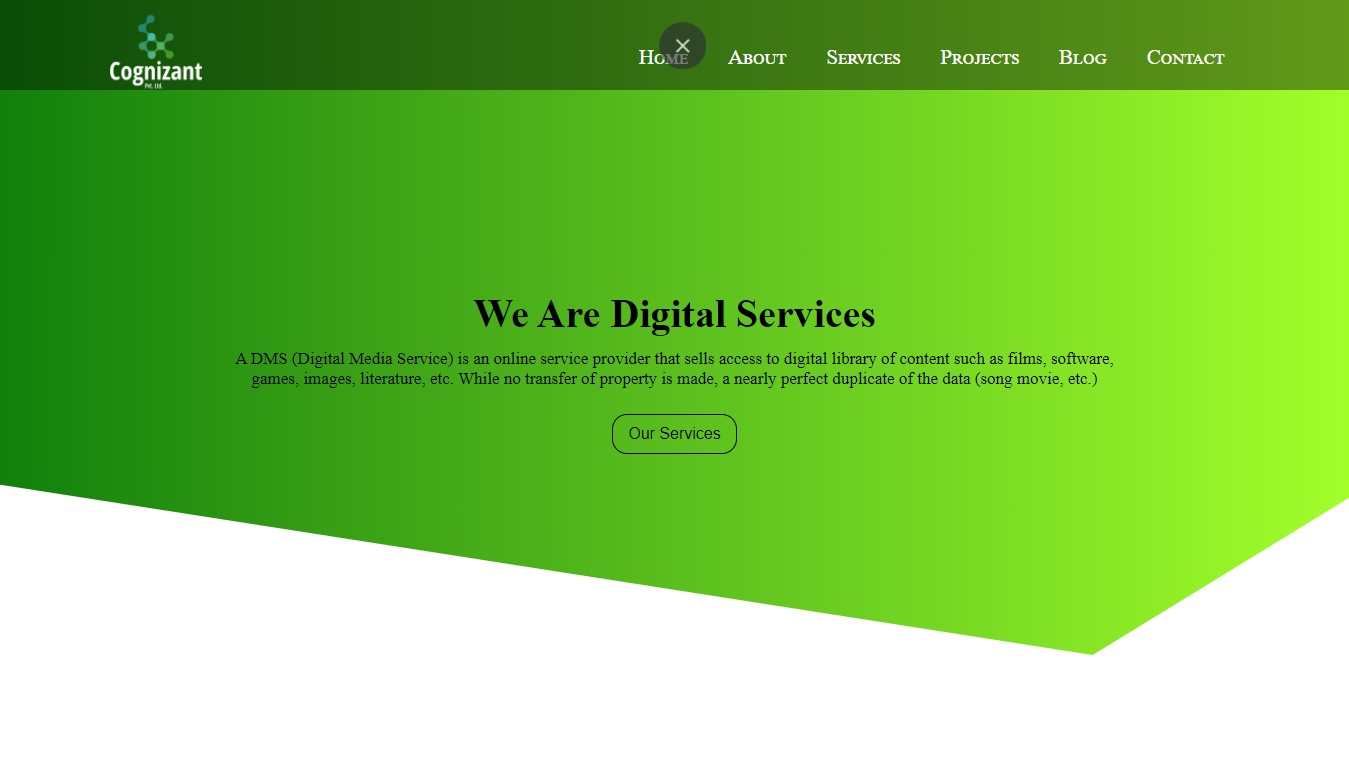 Cognizant
Pvt. Ltd.
Home About Services Projects Blog Contact
We Are Digital Services
A DMS (Digital Media Service) is an online service provider that sells access to digital library of content such as films, software,
games, images, literature, etc. While no transfer of property is made, a nearly perfect duplicate of the data (song movie, etc.)
Our Services